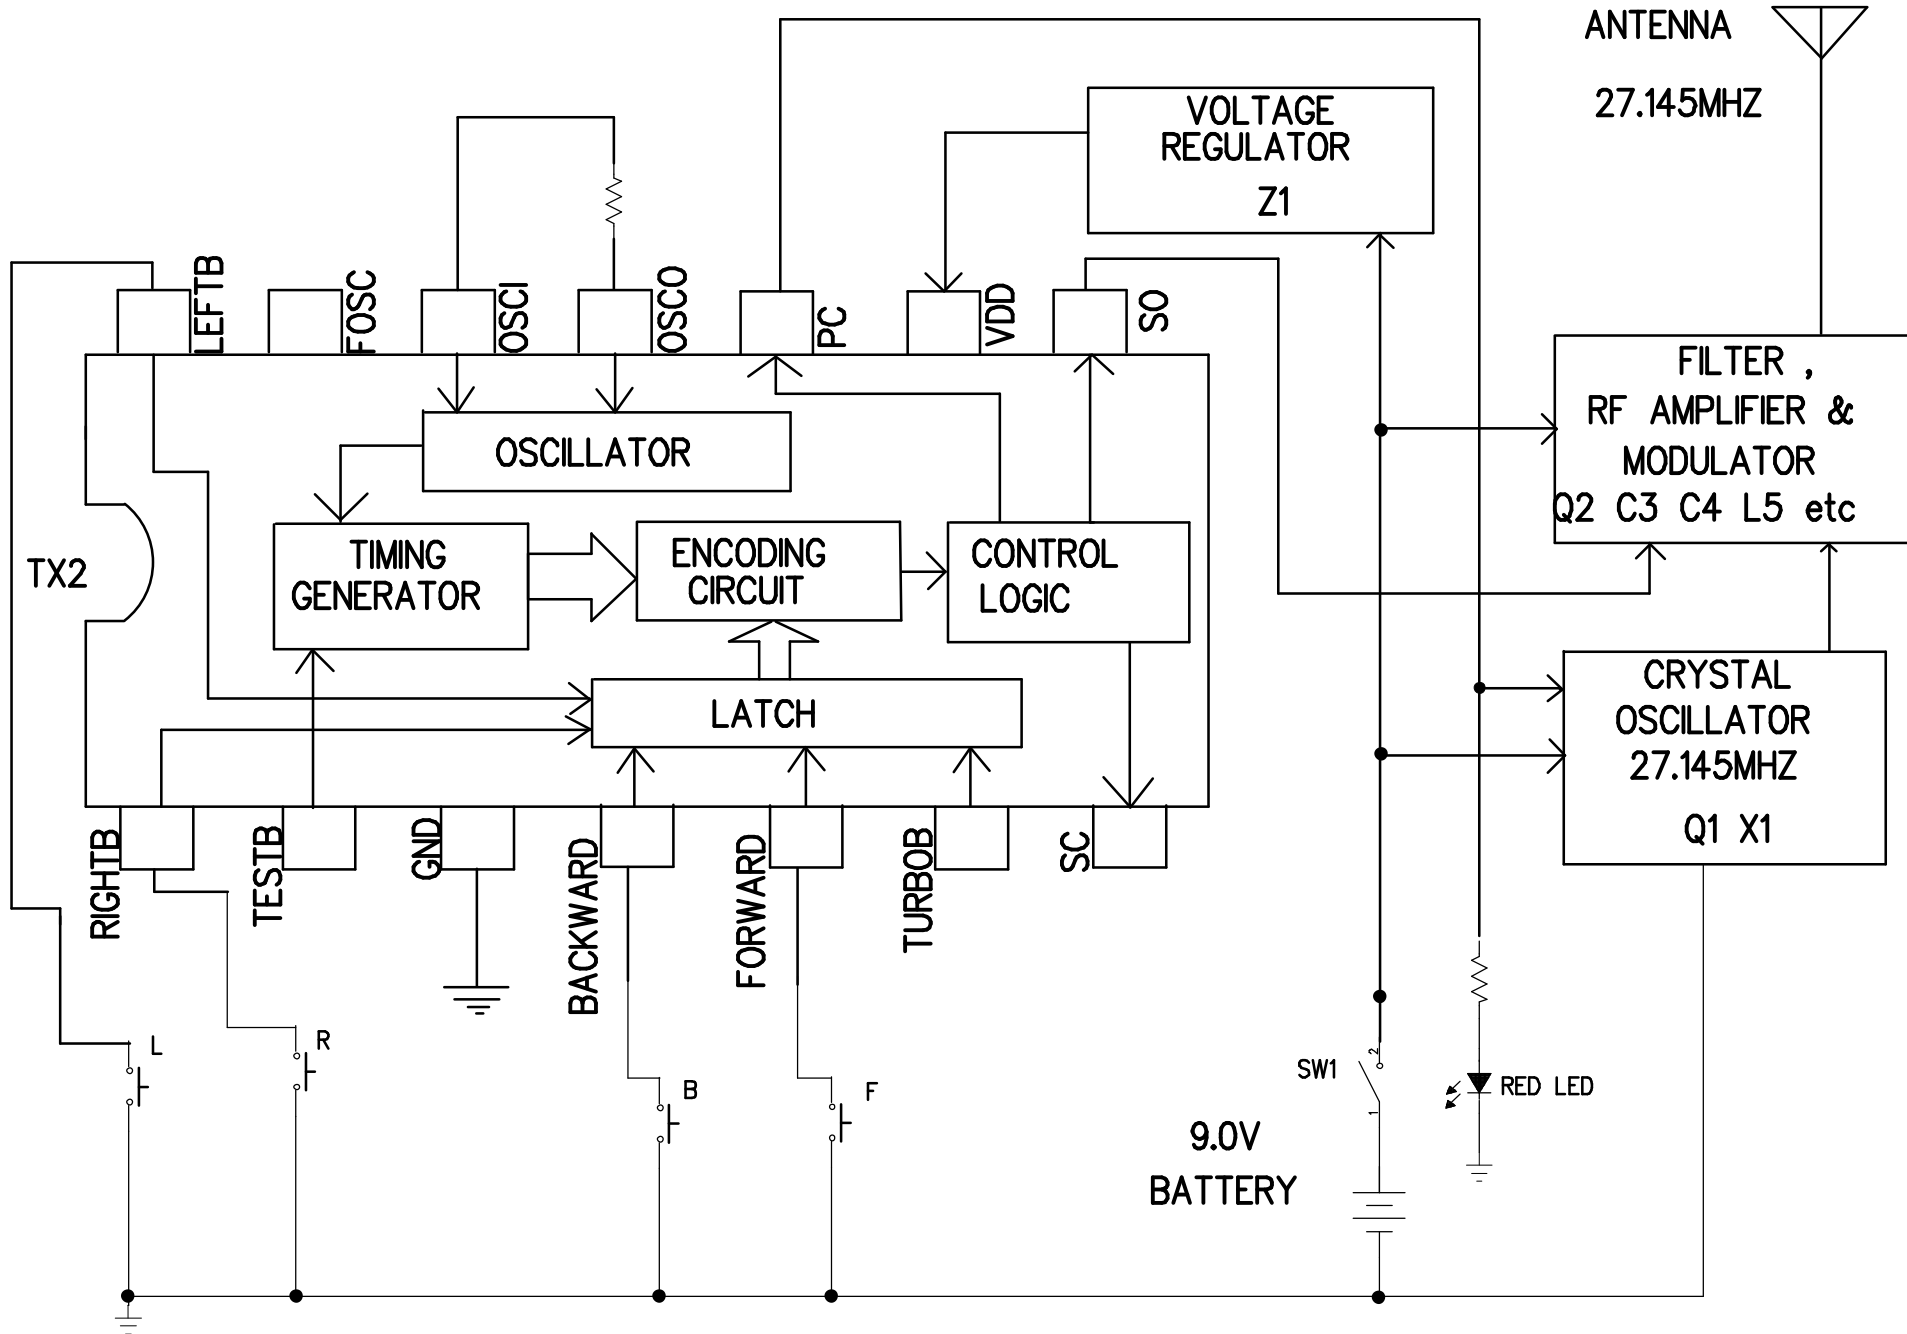 ANTENNA
27.145MHZ
VOLTAGE
REGULATOR
Z1
LEFTB
FOSC
OSCI
OSCO
PC
VDD
SO
FILTER ,
RF AMPLIFIER &
MODULATOR
Q2 C3 C4 L5 etc
OSCILLATOR
TX2
TIMING
GENERATOR
ENCODING
CIRCUIT
CONTROL
LOGIC
LATCH
CRYSTAL
OSCILLATOR
27.145MHZ
Q1 X1
RIGHTB
TESTB
GND
BACKWARD
FORWARD
TURBOB
SC
L
R
B
F
SW1
2
1
RED LED
9.0V
BATTERY